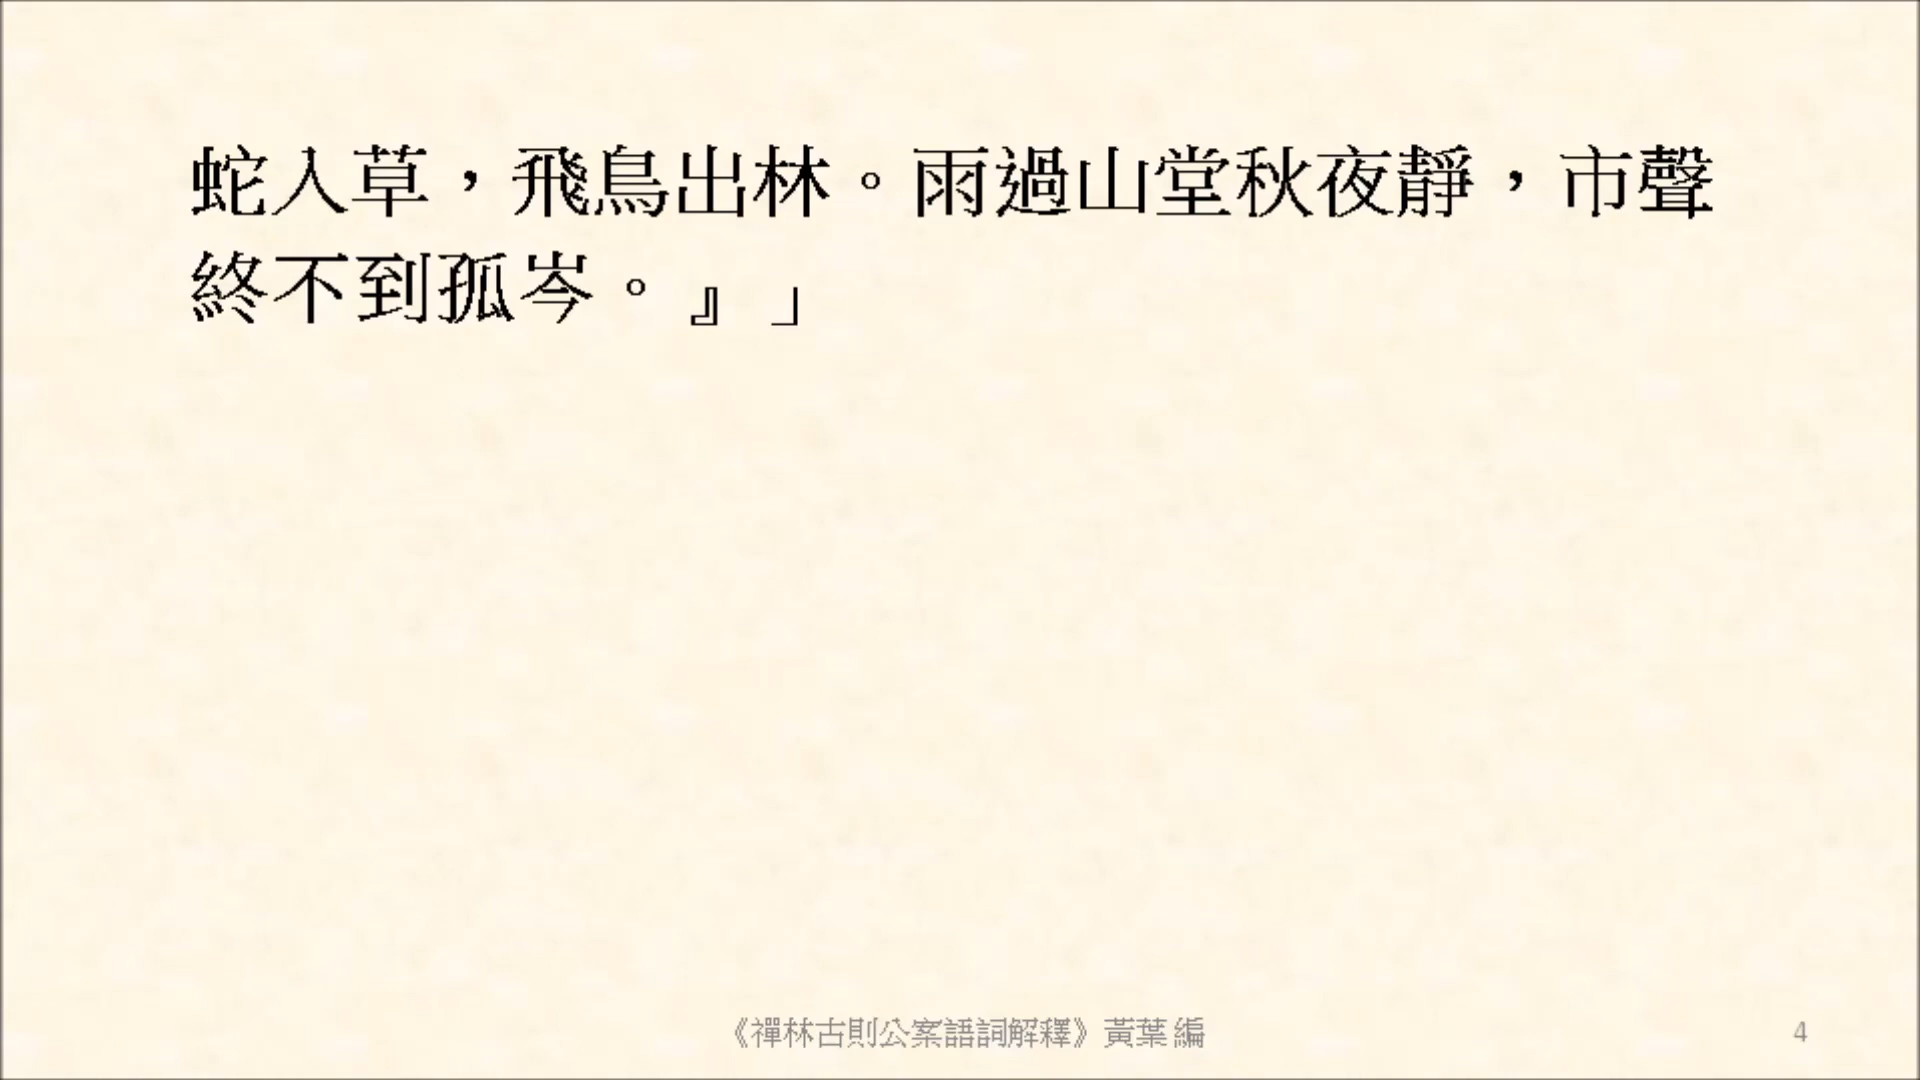 蛇入草，飛鳥出林。雨過山堂秋夜靜，市聲
終不到孤岑。』」
《禪林古則公案語詞解釋》黃葉編
4